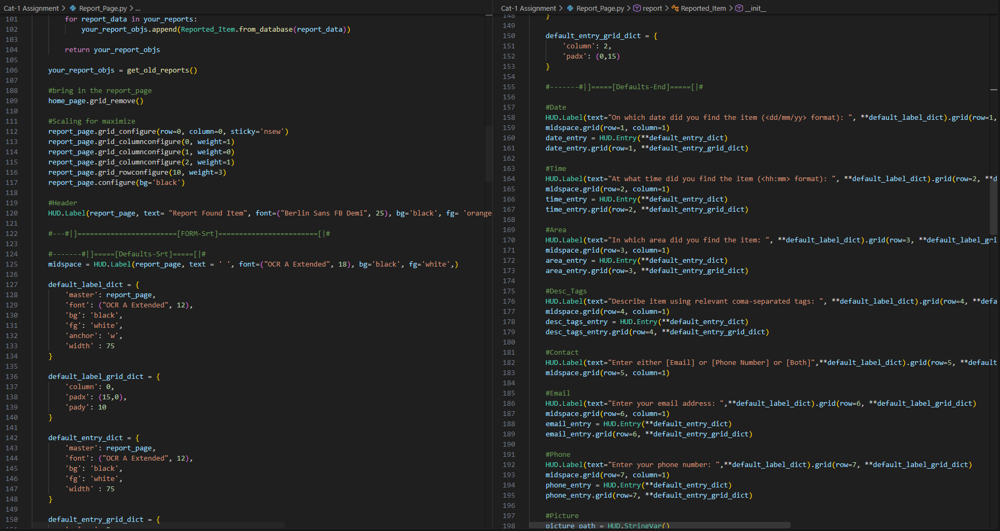 Cat-1 Assignment > Report_Page.py > ...
101 for report_data in your_reports:
102 your_report_objs.append(Reported_Item.from_database(report_data))
103
104 return your_report_objs
105
106 your_report_objs = get_old_reports()
107
108 #bring in the report_page
109 home_page.grid_remove()
110
111 #Scaling for maximize
112 report_page.grid_configure(row=0, column=0, sticky='nsew')
113 report_page.grid_columnconfigure(0, weight=1)
114 report_page.grid_columnconfigure(1, weight=0)
115 report_page.grid_columnconfigure(2, weight=1)
116 report_page.grid_rowconfigure(10, weight=3)
117 report_page.configure(bg='black')
118
119 #Header
120 HUD.Label(report_page, text= "Report Found Item", font=("Berlin Sans FB Demi", 25), bg='black', fg= 'orange
121
122 #---#|]========================[FORM-Srt]========================[|#
123
124 #-------#|]=====[Defaults-Srt]=====[|#
125 midspace = HUD.Label(report_page, text = ' ', font=("OCR A Extended", 18), bg='black', fg='white',)
126
127 default_label_dict = {
128 'master': report_page,
129 'font': ("OCR A Extended", 12),
130 'bg': 'black',
131 'fg': 'white',
132 'anchor': 'w',
133 'width' : 75
134 }
135
136 default_label_grid_dict = {
137 'column': 0,
138 'padx': (15,0),
139 'pady': 10
140 }
141
142 default_entry_dict = {
143 'master': report_page,
144 'font': ("OCR A Extended", 12),
145 'bg': 'black',
146 'fg': 'white',
147 'width' : 75
148 }
149
150 default_entry_grid_dict = {
Cat-1 Assignment > Report_Page.py > report > Reported_Item > __init__
148 }
149
150 default_entry_grid_dict = {
151 'column': 2,
152 'padx': (0,15)
153 }
154
155 #-------#|]=====[Defaults-End]=====[|#
156
157 #Date
158 HUD.Label(text="On which date did you find the item (<dd/mm/yy> format): ", **default_label_dict).grid(row=1,
159 midspace.grid(row=1, column=1)
160 date_entry = HUD.Entry(**default_entry_dict)
161 date_entry.grid(row=1, **default_entry_grid_dict)
162
163 #Time
164 HUD.Label(text="At what time did you find the item (<hh:mm> format): ", **default_label_dict).grid(row=2, **d
165 midspace.grid(row=2, column=1)
166 time_entry = HUD.Entry(**default_entry_dict)
167 time_entry.grid(row=2, **default_entry_grid_dict)
168
169 #Area
170 HUD.Label(text="In which area did you find the item: ", **default_label_dict).grid(row=3, **default_label_gri
171 midspace.grid(row=3, column=1)
172 area_entry = HUD.Entry(**default_entry_dict)
173 area_entry.grid(row=3, **default_entry_grid_dict)
174
175 #Desc_Tags
176 HUD.Label(text="Describe item using relevant coma-separated tags: ", **default_label_dict).grid(row=4, **defa
177 midspace.grid(row=4, column=1)
178 desc_tags_entry = HUD.Entry(**default_entry_dict)
179 desc_tags_entry.grid(row=4, **default_entry_grid_dict)
180
181 #Contact
182 HUD.Label(text="Enter either [Email] or [Phone Number] or [Both]",**default_label_dict).grid(row=5, **default
183 midspace.grid(row=5, column=1)
184
185 #Email
186 HUD.Label(text="Enter your email address: ",**default_label_dict).grid(row=6, **default_label_grid_dict)
187 midspace.grid(row=6, column=1)
188 email_entry = HUD.Entry(**default_entry_dict)
189 email_entry.grid(row=6, **default_entry_grid_dict)
190
191 #Phone
192 HUD.Label(text="Enter your phone number: ",**default_label_dict).grid(row=7, **default_label_grid_dict)
193 midspace.grid(row=7, column=1)
194 phone_entry = HUD.Entry(**default_entry_dict)
195 phone_entry.grid(row=7, **default_entry_grid_dict)
196
197 #Picture
198 picture_path = HUD.StringVar()